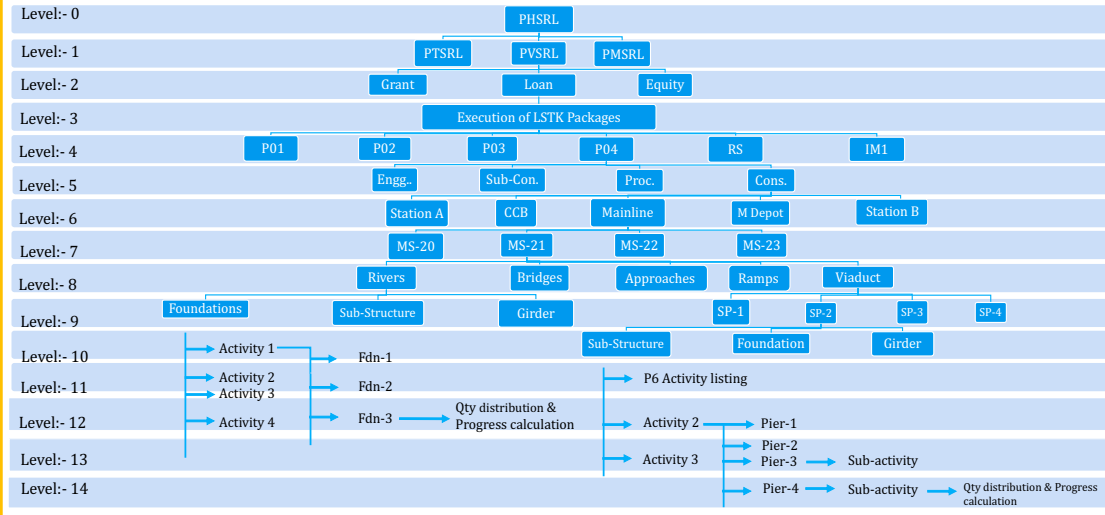 Level:- 0
PHSRL
Level:- 1
PTSRL PVSRL PMSRL
Level:- 2
Grant Loan Equity
Level:- 3
Execution of LSTK Packages
Level:- 4
P01 P02 P03 P04 RS IM1
Level:- 5
Engg.. Sub-Con. Proc. Cons.
Level:- 6
Station A CCB Mainline M Depot Station B
Level:- 7
MS-20 MS-21 MS-22 MS-23
Level:- 8
Rivers Bridges Approaches Ramps Viaduct
Level:- 9
Foundations Sub-Structure Girder SP-1 SP-2 SP-3 SP-4
Sub-Structure Foundation Girder
Level:- 10
Activity 1 Fdn-1
Level:- 11
Activity 2 Fdn-2 P6 Activity listing
Activity 3
Level:- 12
Activity 4 Fdn-3 Qty distribution &
Progress calculation
Activity 2 Pier-1
Pier-2
Level:- 13
Activity 3 Pier-3 Sub-activity
Level:- 14
Pier-4 Sub-activity Qty distribution & Progress
calculation